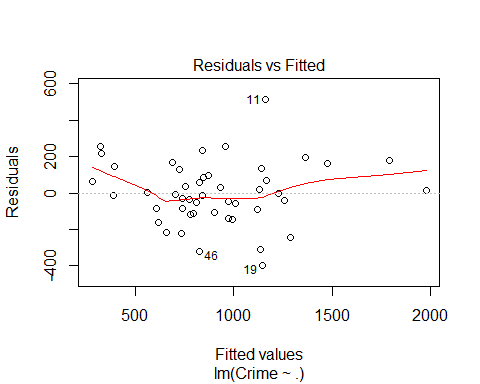 Residuals vs Fitted
Residuals
600
200
0
-400
11
46
19
500
1000
1500
2000
Fitted values
lm(Crime ~ .)